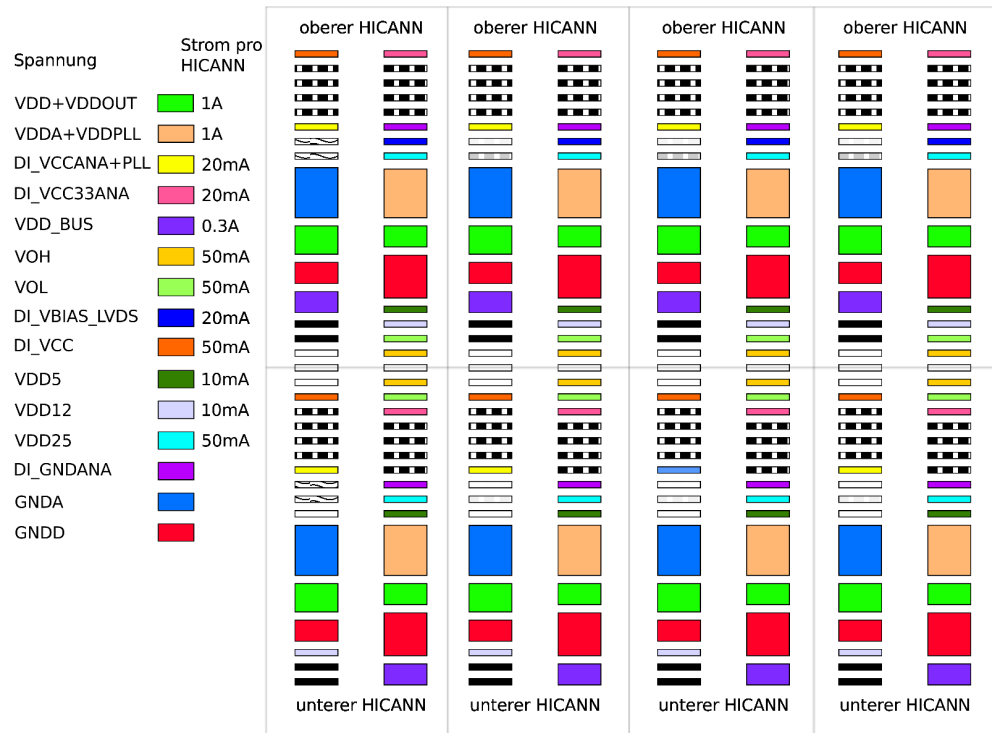 oberer HICANN oberer HICANN oberer HICANN oberer HICANN
Spannung Strom pro
HICANN
VDD+VDDOUT 1A
VDDA+VDDPLL 1A
DI_VCCANA+PLL 20mA
DI_VCC33ANA 20mA
VDD_BUS 0.3A
VOH 50mA
VOL 50mA
DI_VBIAS_LVDS 20mA
DI_VCC 50mA
VDD5 10mA
VDD12 10mA
VDD25 50mA
DI_GNDANA
GNDA
GNDD
unterer HICANN unterer HICANN unterer HICANN unterer HICANN